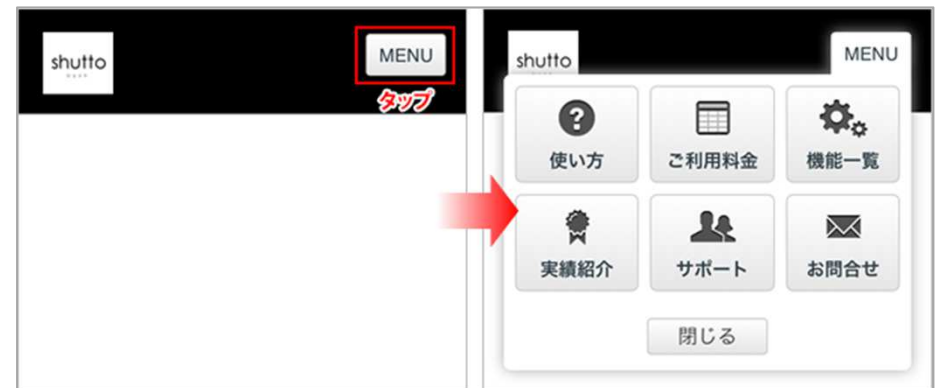 shutto
MENU
タップ
shutto
MENU
使い方
ご利用料金
機能一覧
実績紹介
サポート
お問合せ
閉じる